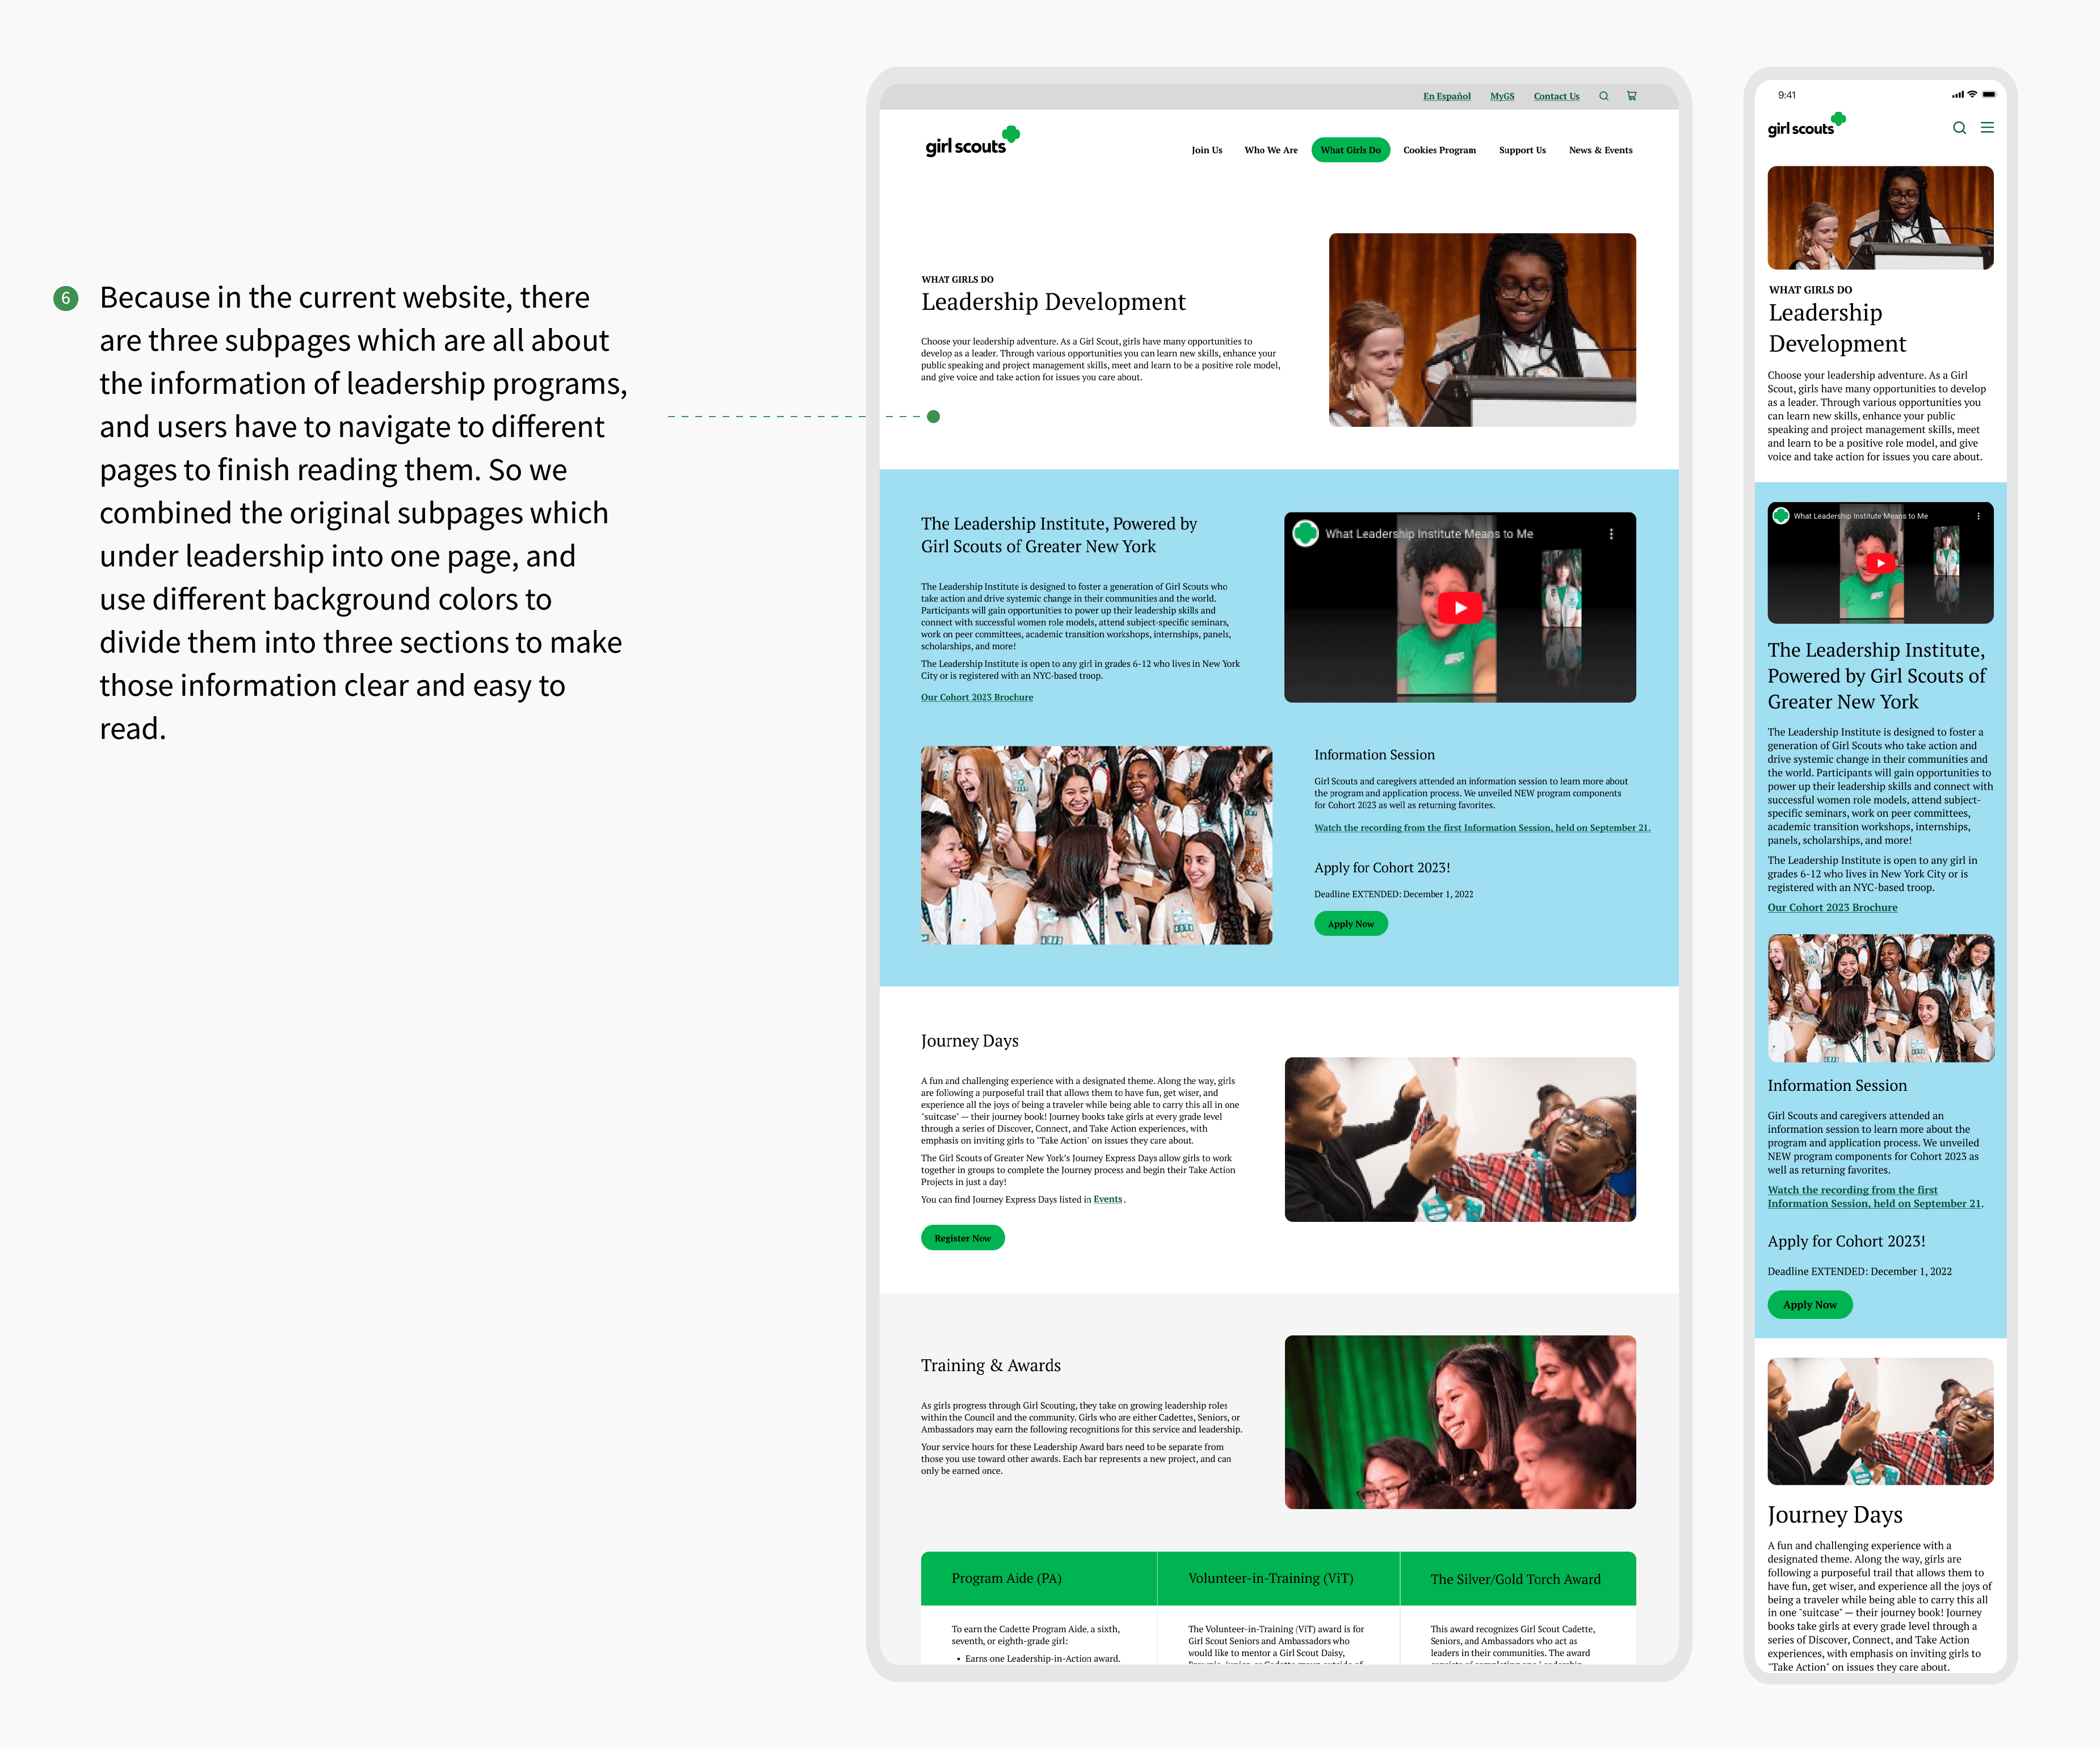 6
Because in the current website, there
are three subpages which are all about
the information of leadership programs,
and users have to navigate to different
pages to finish reading them. So we
combined the original subpages which
under leadership into one page, and
use different background colors to
divide them into three sections to make
those information clear and easy to
read.
En Español MyGS Contact Us
girl scouts
Join Us Who We Are What Girls Do Cookies Program Support Us News & Events
WHAT GIRLS DO
Leadership Development
Choose your leadership adventure. As a Girl Scout, girls have many opportunities to
develop as a leader. Through various opportunities you can learn new skills, enhance your
public speaking and project management skills, meet and learn to be a positive role model,
and give voice and take action for issues you care about.
The Leadership Institute, Powered by
Girl Scouts of Greater New York
The Leadership Institute is designed to foster a generation of Girl Scouts who
take action and drive systemic change in their communities and the world.
Participants will gain opportunities to power up their leadership skills and
connect with successful women role models, attend subject-specific seminars,
work on peer committees, academic transition workshops, internships, panels,
scholarships, and more!
The Leadership Institute is open to any girl in grades 6-12 who lives in New York
City or is registered with an NYC-based troop.
Our Cohort 2023 Brochure
What Leadership Institute Means to Me
Information Session
Girl Scouts and caregivers attended an information session to learn more about
the program and application process. We unveiled NEW program components
for Cohort 2023 as well as returning favorites.
Watch the recording from the first Information Session, held on September 21.
Apply for Cohort 2023!
Deadline EXTENDED: December 1, 2022
Apply Now
Journey Days
A fun and challenging experience with a designated theme. Along the way, girls
are following a purposeful trail that allows them to have fun, get wiser, and
experience all the joys of being a traveler while being able to carry this all in one
"suitcase" — their journey book! Journey books take girls at every grade level
through a series of Discover, Connect, and Take Action experiences, with
emphasis on inviting girls to "Take Action" on issues they care about.
The Girl Scouts of Greater New York's Journey Express Days allow girls to work
together in groups to complete the Journey process and begin their Take Action
Projects in just a day!
You can find Journey Express Days listed in Events .
Register Now
Training & Awards
As girls progress through Girl Scouting, they take on growing leadership roles
within the Council and the community. Girls who are either Cadettes, Seniors, or
Ambassadors may earn the following recognitions for this service and leadership.
Your service hours for these Leadership Award bars need to be separate from
those you use toward other awards. Each bar represents a new project, and can
only be earned once.
Program Aide (PA)
To earn the Cadette Program Aide, a sixth,
seventh, or eighth-grade girl:
• Earns one Leadership-in-Action award.
Volunteer-in-Training (ViT)
The Volunteer-in-Training (ViT) award is for
Girl Scout Seniors and Ambassadors who
would like to mentor a Girl Scout Daisy,
The Silver/Gold Torch Award
This award recognizes Girl Scout Cadette,
Seniors, and Ambassadors who act as
leaders in their communities. The award
9:41
girl scouts
WHAT GIRLS DO
Leadership
Development
Choose your leadership adventure. As a Girl
Scout, girls have many opportunities to develop
as a leader. Through various opportunities you
can learn new skills, enhance your public
speaking and project management skills, meet
and learn to be a positive role model, and give
voice and take action for issues you care about.
What Leadership Institute Means to Me
The Leadership Institute,
Powered by Girl Scouts of
Greater New York
The Leadership Institute is designed to foster a
generation of Girl Scouts who take action and
drive systemic change in their communities and
the world. Participants will gain opportunities to
power up their leadership skills and connect with
successful women role models, attend subject-
specific seminars, work on peer committees,
academic transition workshops, internships,
panels, scholarships, and more!
The Leadership Institute is open to any girl in
grades 6-12 who lives in New York City or is
registered with an NYC-based troop.
Our Cohort 2023 Brochure
Information Session
Girl Scouts and caregivers attended an
information session to learn more about the
program and application process. We unveiled
NEW program components for Cohort 2023 as
well as returning favorites.
Watch the recording from the first
Information Session, held on September 21.
Apply for Cohort 2023!
Deadline EXTENDED: December 1, 2022
Apply Now
Journey Days
A fun and challenging experience with a
designated theme. Along the way, girls are
following a purposeful trail that allows them to
have fun, get wiser, and experience all the joys of
being a traveler while being able to carry this all
in one "suitcase" — their journey book! Journey
books take girls at every grade level through a
series of Discover, Connect, and Take Action
experiences, with emphasis on inviting girls to
"Take Action" on issues they care about.